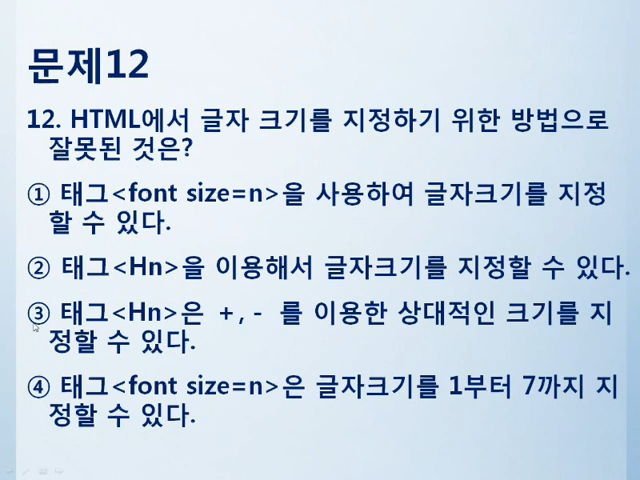 문제12
12. HTML에서 글자 크기를 지정하기 위한 방법으로
잘못된 것은?
① 태그<font size=n>을 사용하여 글자크기를 지정
할 수 있다.
② 태그<Hn>을 이용해서 글자크기를 지정할 수 있다.
③ 태그<Hn>은 +,- 를 이용한 상대적인 크기를 지
정할 수 있다.
④ 태그<font size=n>은 글자크기를 1부터 7까지 지
정할 수 있다.